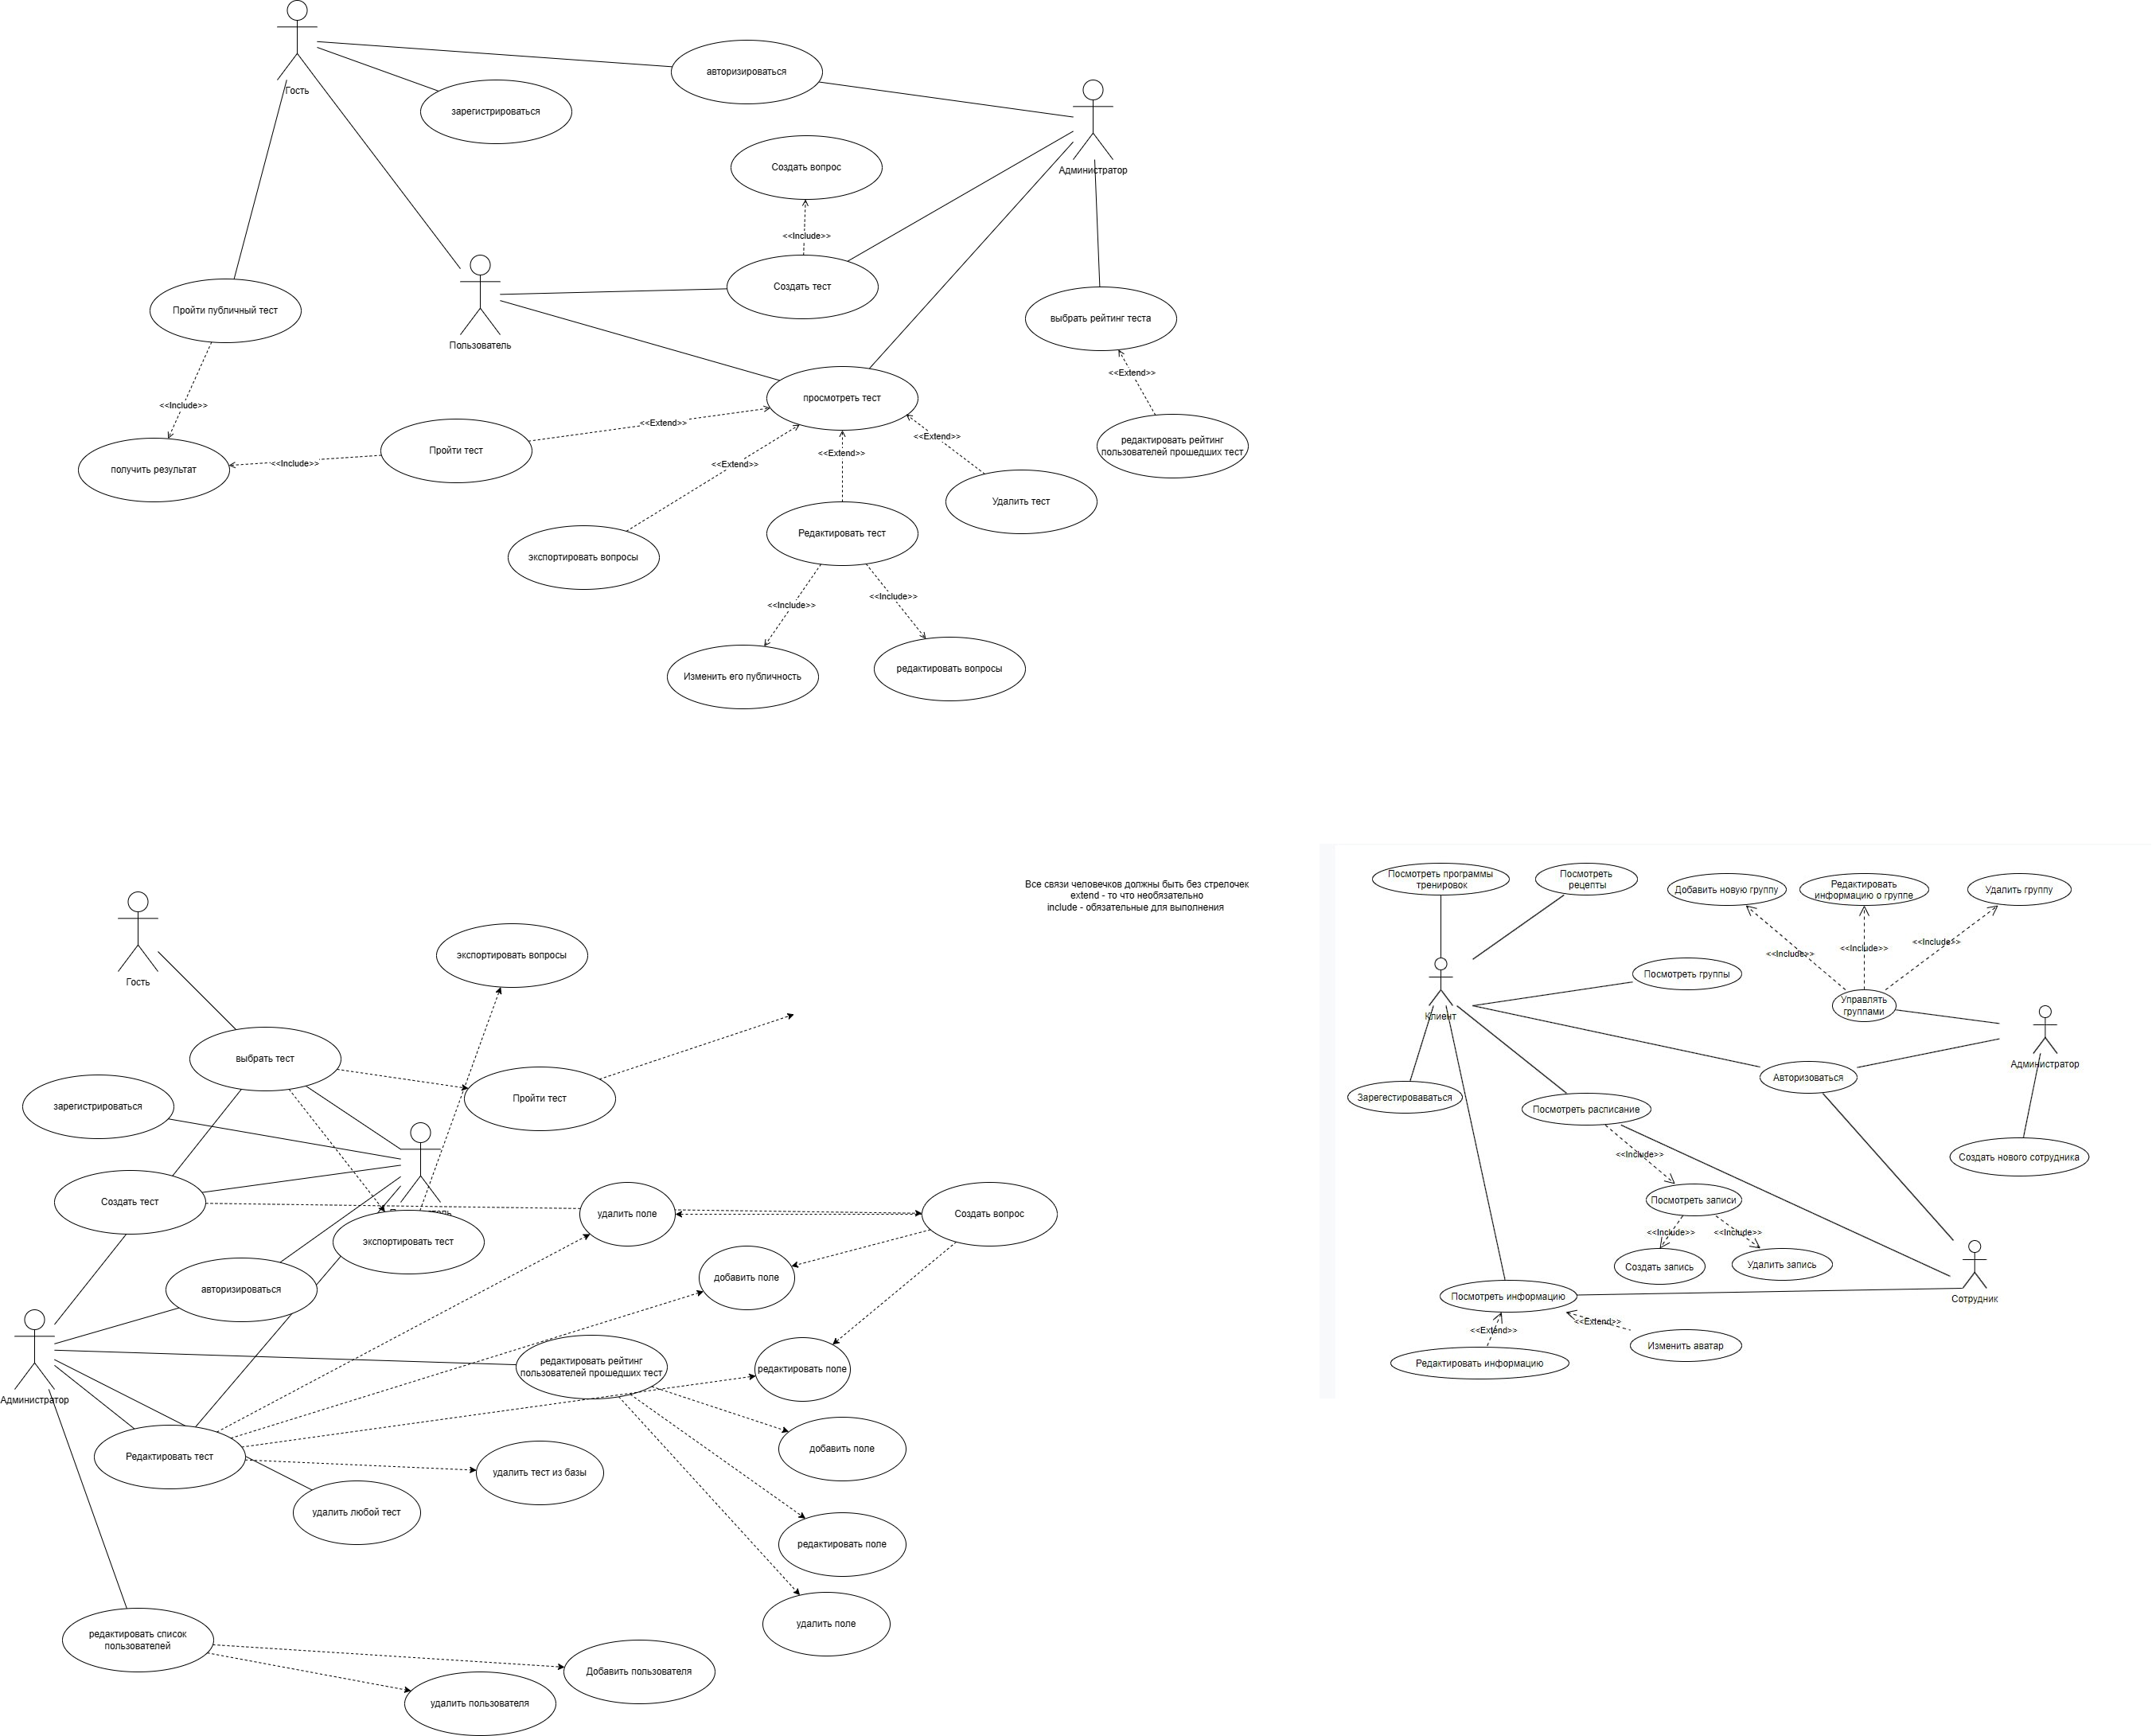 Гость
авторизироваться
зарегистрироваться
Администратор
Создать вопрос
<<Include>>
Создать тест
Пользователь
Пройти публичный тест
выбрать рейтинг теста
<<Extend>>
просмотреть тест
<<Include>>
<<Extend>>
<<Extend>>
редактировать рейтинг
пользователей прошедших тест
Пройти тест
<<Extend>>
<<Extend>>
получить результат
<<Include>>
Удалить тест
Редактировать тест
экспортировать вопросы
<<Include>>
<<Include>>
редактировать вопросы
Изменить его публичность
Все связи человечков должны быть без стрелочек
extend - то что необязательно
include - обязательные для выполнения
Гость
экспортировать вопросы
выбрать тест
Пройти тест
зарегистрироваться
Создать тест
удалить поле
Создать вопрос
экспортировать тест
добавить поле
авторизироваться
редактировать рейтинг
пользователей прошедших тест
редактировать поле
Администратор
добавить поле
Редактировать тест
удалить тест из базы
удалить любой тест
редактировать поле
удалить поле
редактировать список
пользователей
Добавить пользователя
удалить пользователя
Посмотреть программы
тренировок
Посмотреть
рецепты
Добавить новую группу
Редактировать
информацию о группе
Удалить группу
<<Include>>
<<Include>>
<<Include>>
Посмотреть группы
Управлять
группами
Клиент
Администратор
Авторизоваться
Зарегестироваваться
Посмотреть расписание
<<Include>>
Создать нового сотрудника
Посмотреть записи
<<Include>>
<<Include>>
Создать запись
Удалить запись
Посмотреть информацию
Сотрудник
<<Extend>>
<<Extend>>
Изменить аватар
Редактировать информацию